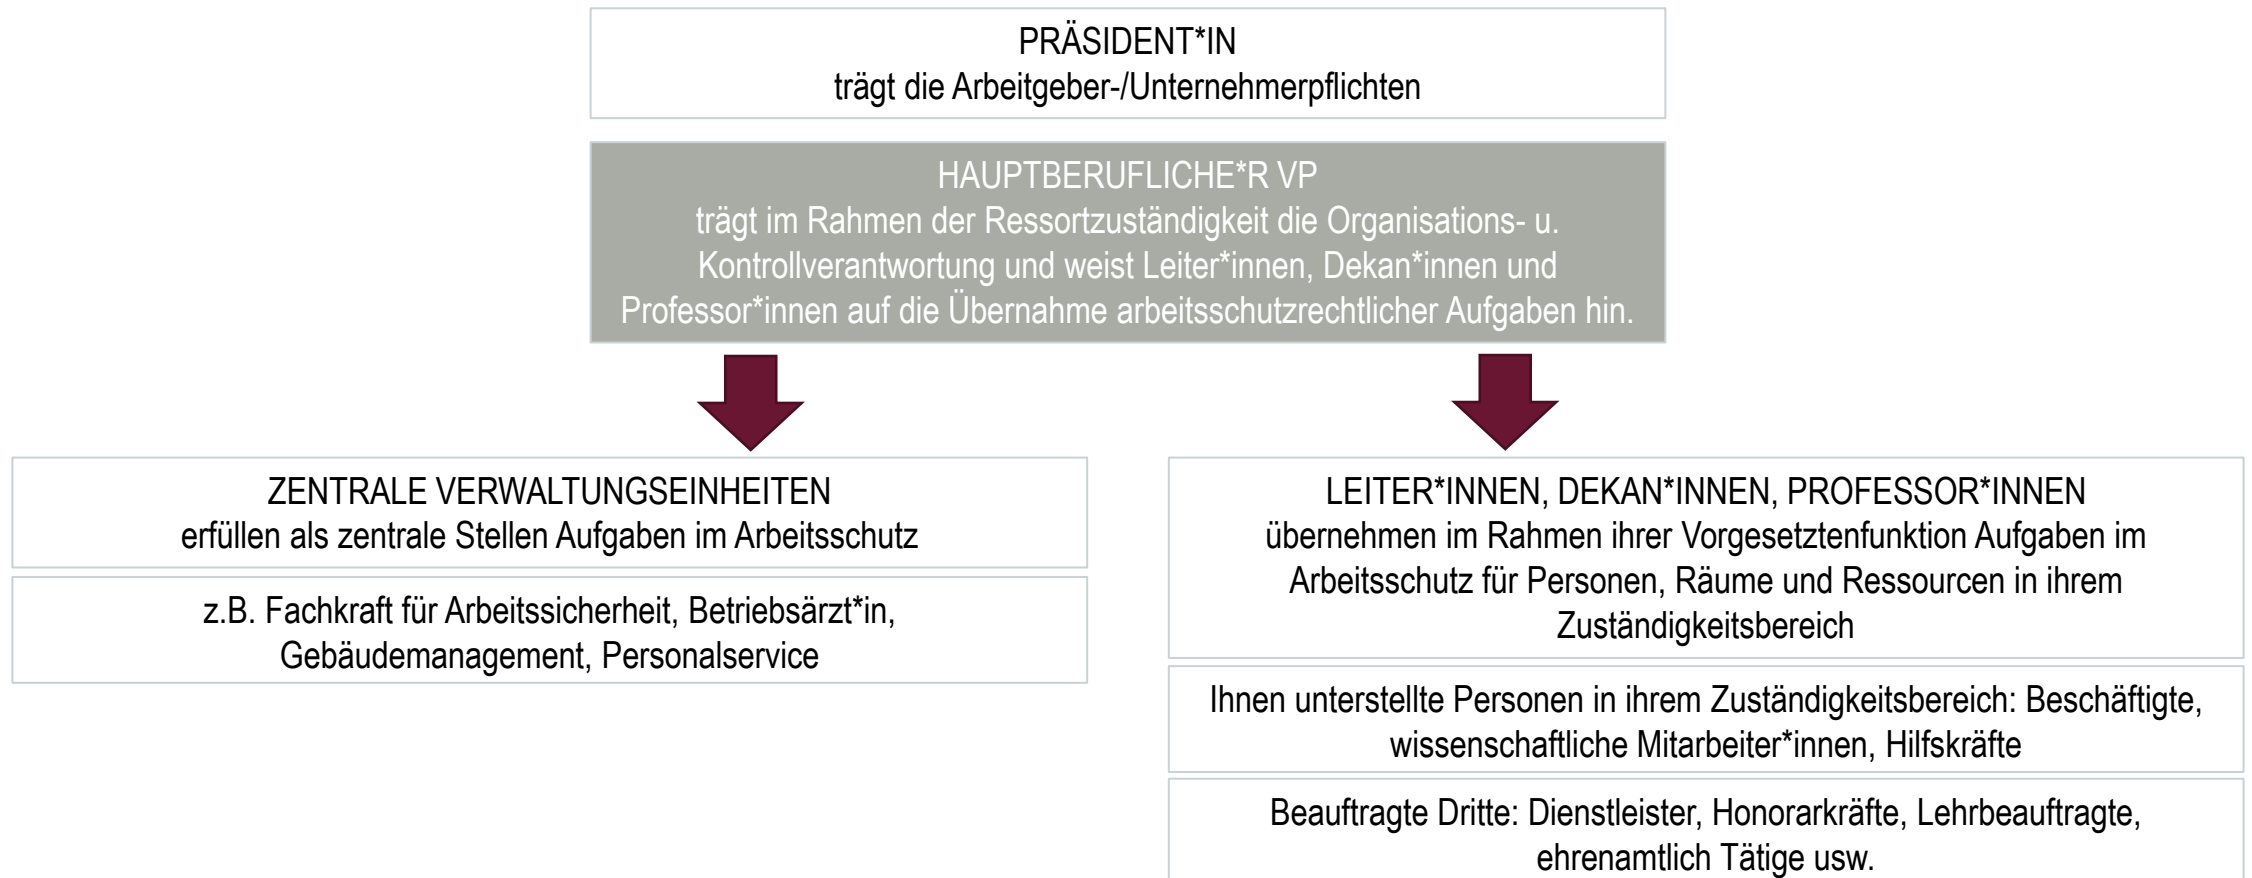 PRÄSIDENT*IN
trägt die Arbeitgeber-/Unternehmerpflichten
HAUPTBERUFLICHE*R VP
trägt im Rahmen der Ressortzuständigkeit die Organisations- u.
Kontrollverantwortung und weist Leiter*innen, Dekan*innen und
Professor*innen auf die Übernahme arbeitsschutzrechtlicher Aufgaben hin.
ZENTRALE VERWALTUNGSEINHEITEN
erfüllen als zentrale Stellen Aufgaben im Arbeitsschutz
z.B. Fachkraft für Arbeitssicherheit, Betriebsärzt*in,
Gebäudemanagement, Personalservice
LEITER*INNEN, DEKAN*INNEN, PROFESSOR*INNEN
übernehmen im Rahmen ihrer Vorgesetztenfunktion Aufgaben im
Arbeitsschutz für Personen, Räume und Ressourcen in ihrem
Zuständigkeitsbereich
Ihnen unterstellte Personen in ihrem Zuständigkeitsbereich: Beschäftigte,
wissenschaftliche Mitarbeiter*innen, Hilfskräfte
Beauftragte Dritte: Dienstleister, Honorarkräfte, Lehrbeauftragte,
ehrenamtlich Tätige usw.